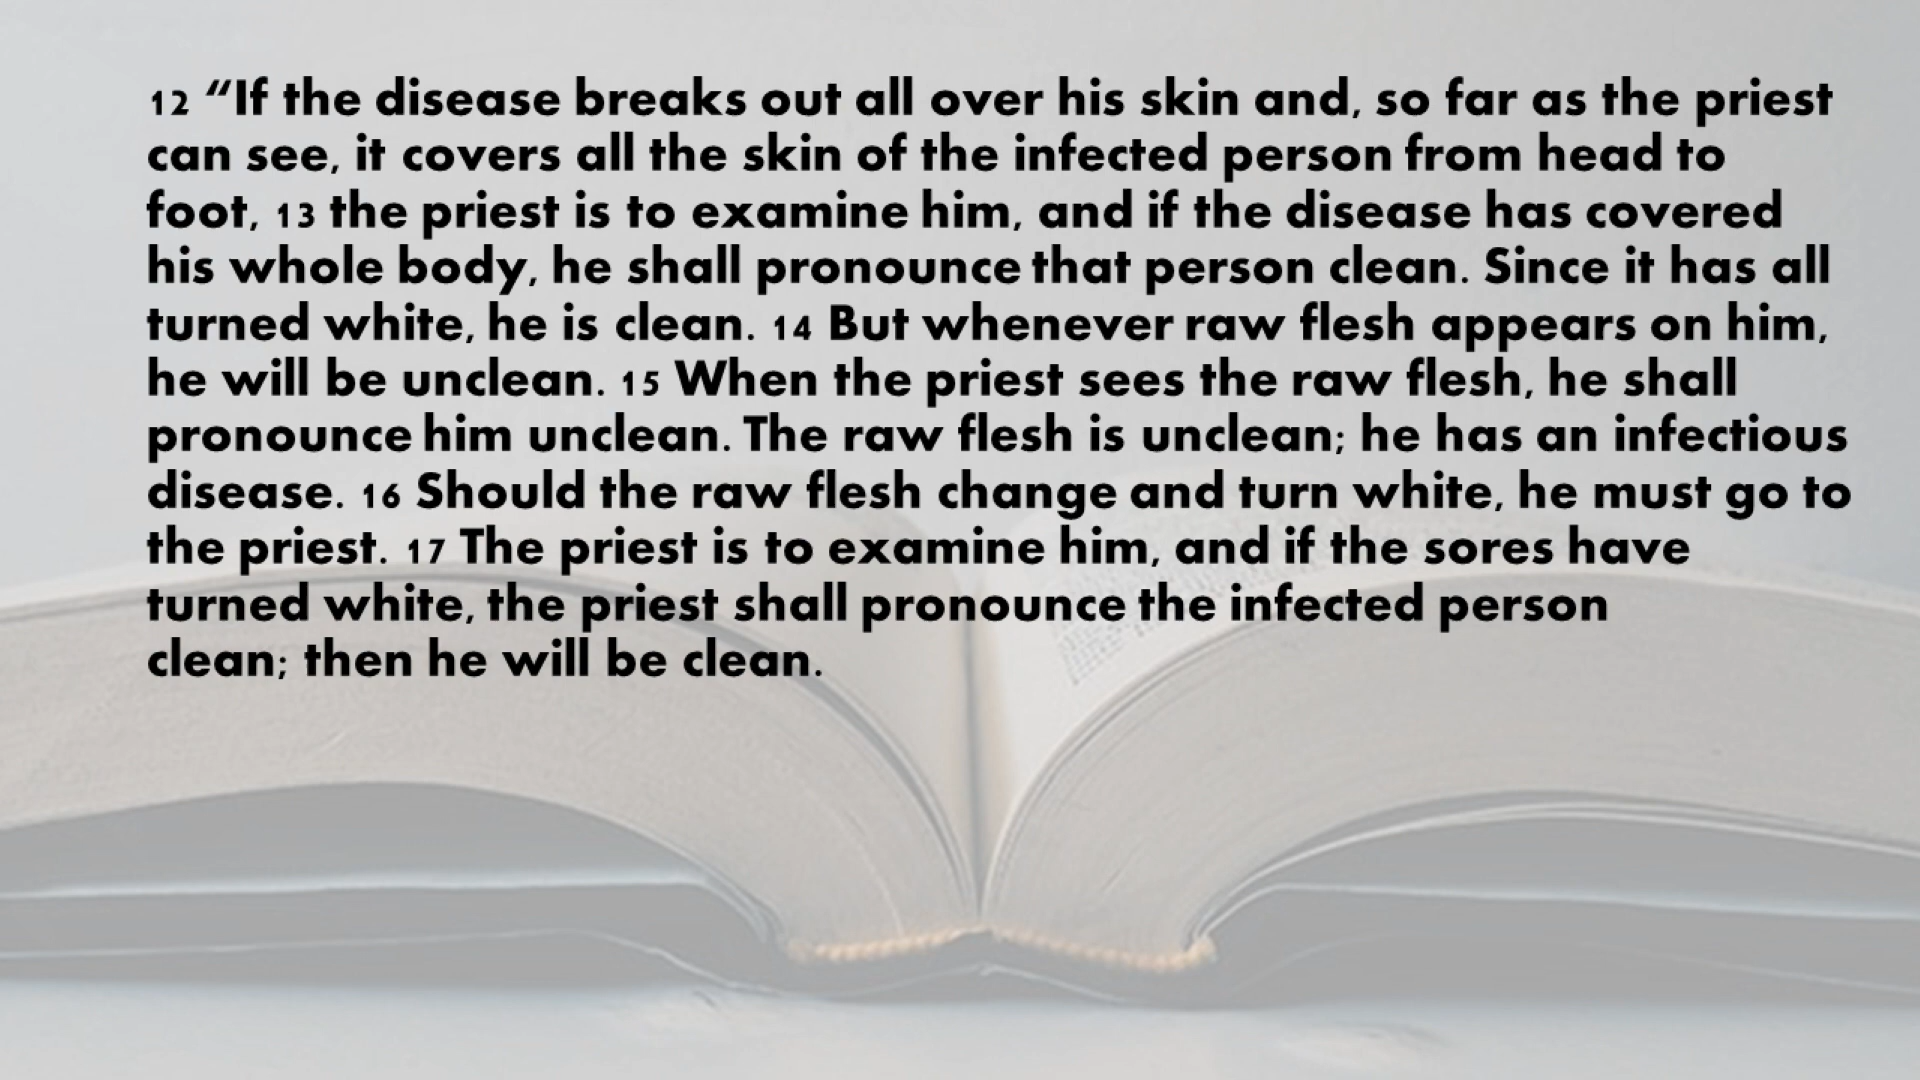 12 “If the disease breaks out all over his skin and, so far as the priest
can see, it covers all the skin of the infected person from head to
foot, 13 the priest is to examine him, and if the disease has covered
his whole body, he shall pronounce that person clean. Since it has all
turned white, he is clean. 14 But whenever raw flesh appears on him,
he will be unclean. 15 When the priest sees the raw flesh, he shall
pronounce him unclean. The raw flesh is unclean; he has an infectious
disease. 16 Should the raw flesh change and turn white, he must go to
the priest. 17 The priest is to examine him, and if the sores have
turned white, the priest shall pronounce the infected person
clean; then he will be clean.